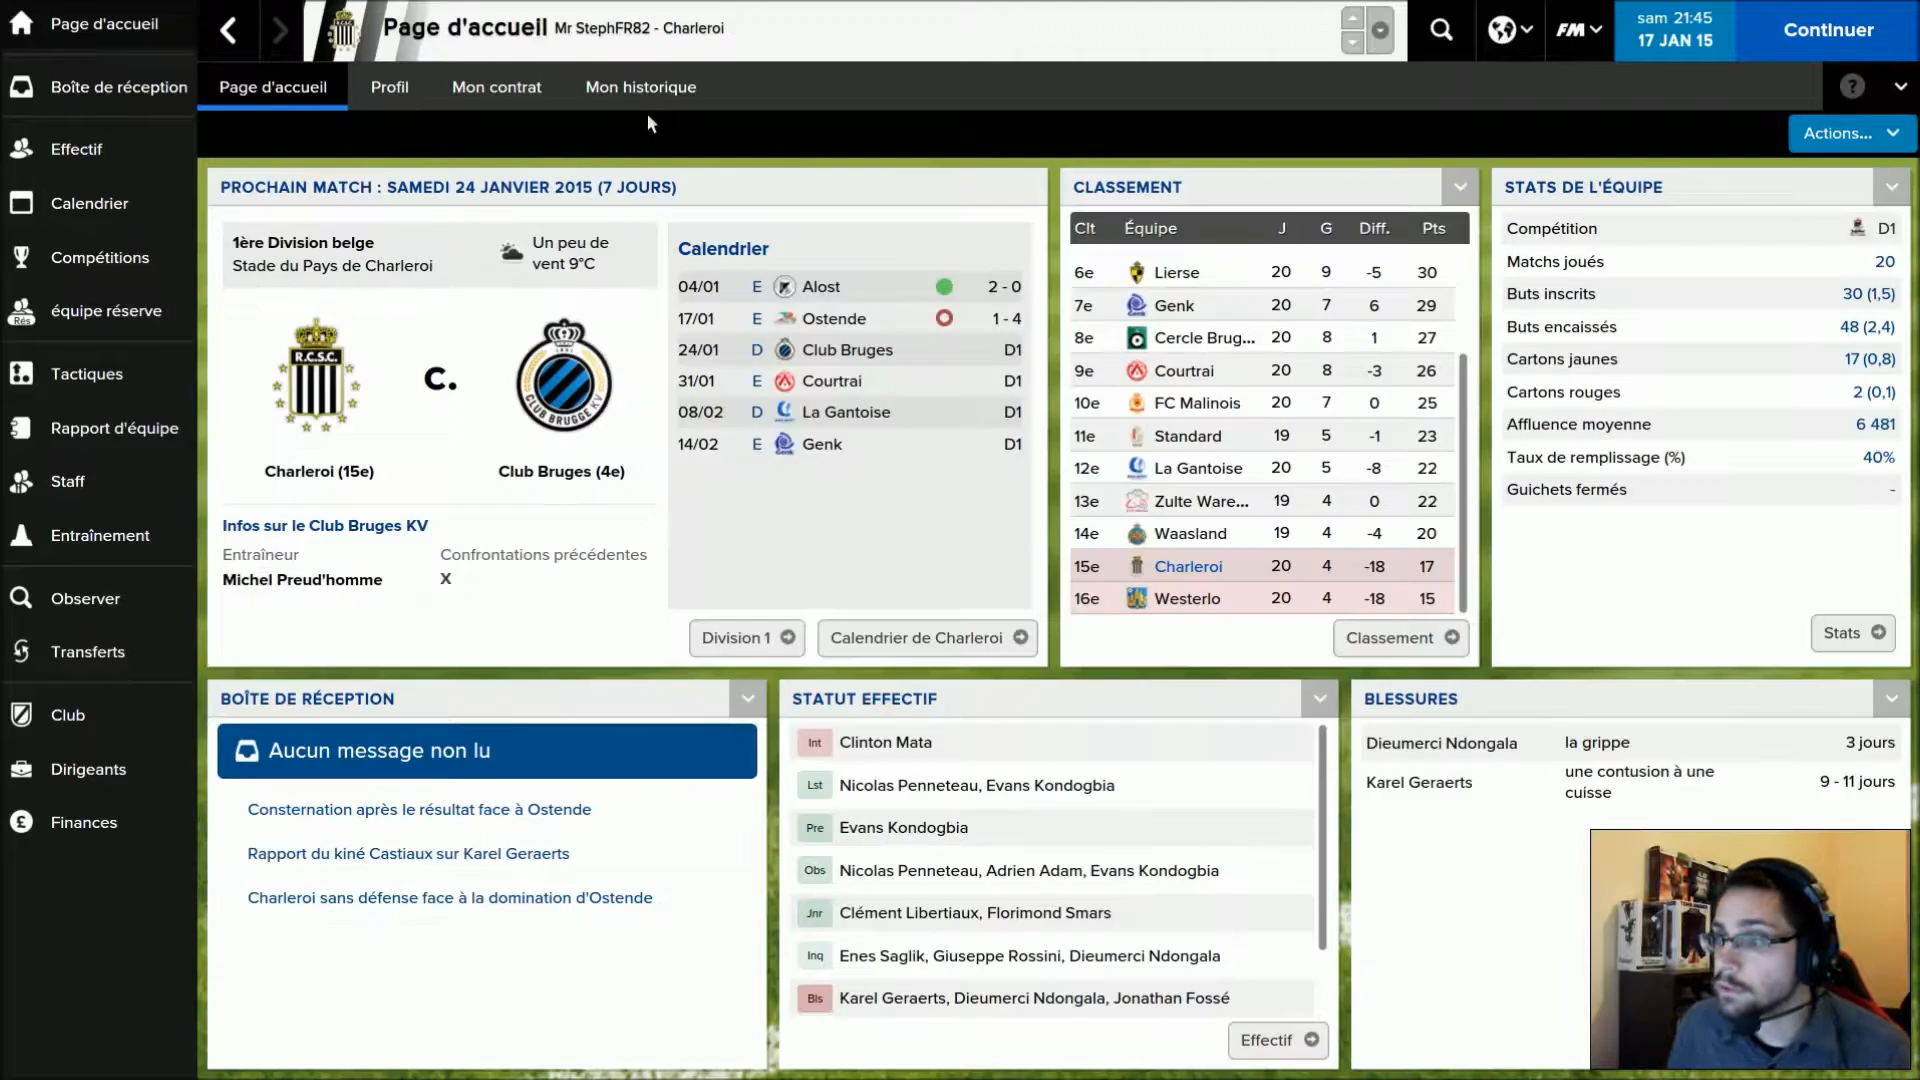 Page d'accueil
Boîte de réception
Effectif
Calendrier
Compétitions
Rés
équipe réserve
Tactiques
Rapport d'équipe
Staff
Entraînement
Observer
Transferts
Club
Dirigeants
Finances
Page d'accueil Mr StephFR82 - Charleroi
FM
sam 21:45
17 JAN 15
Continuer
Page d'accueil Profil Mon contrat Mon historique
?
Actions...
PROCHAIN MATCH : SAMEDI 24 JANVIER 2015 (7 JOURS)
1ère Division belge
Stade du Pays de Charleroi
Un peu de
vent 9°C
R.C.S.C.
c.
CLUB BRUGGE KV
Charleroi (15e)
Club Bruges (4e)
Infos sur le Club Bruges KV
Entraîneur
Confrontations précédentes
Michel Preud'homme
X
Calendrier
04/01 E Alost 2 - 0
17/01 E Ostende 1 - 4
24/01 D Club Bruges D1
31/01 E Courtrai D1
08/02 D La Gantoise D1
14/02 E Genk D1
Division 1
Calendrier de Charleroi
CLASSEMENT
Clt Équipe J G Diff. Pts
6e Lierse 20 9 -5 30
7e Genk 20 7 6 29
8e Cercle Brug... 20 8 1 27
9e Courtrai 20 8 -3 26
10e FC Malinois 20 7 0 25
11e Standard 19 5 -1 23
12e La Gantoise 20 5 -8 22
13e Zulte Ware... 19 4 0 22
14e Waasland 19 4 -4 20
15e Charleroi 20 4 -18 17
16e Westerlo 20 4 -18 15
Classement
STATS DE L'ÉQUIPE
Compétition D1
Matchs joués 20
Buts inscrits 30 (1,5)
Buts encaissés 48 (2,4)
Cartons jaunes 17 (0,8)
Cartons rouges 2 (0,1)
Affluence moyenne 6 481
Taux de remplissage (%) 40%
Guichets fermés -
Stats
BOÎTE DE RÉCEPTION
Aucun message non lu
Consternation après le résultat face à Ostende
Rapport du kiné Castiaux sur Karel Geraerts
Charleroi sans défense face à la domination d'Ostende
STATUT EFFECTIF
Int Clinton Mata
Lst Nicolas Penneteau, Evans Kondogbia
Pre Evans Kondogbia
Obs Nicolas Penneteau, Adrien Adam, Evans Kondogbia
Jnr Clément Libertiaux, Florimond Smars
Inq Enes Saglik, Giuseppe Rossini, Dieumerci Ndongala
Bls Karel Geraerts, Dieumerci Ndongala, Jonathan Fossé
Effectif
BLESSURES
Dieumerci Ndongala la grippe 3 jours
Karel Geraerts une contusion à une cuisse 9 - 11 jours